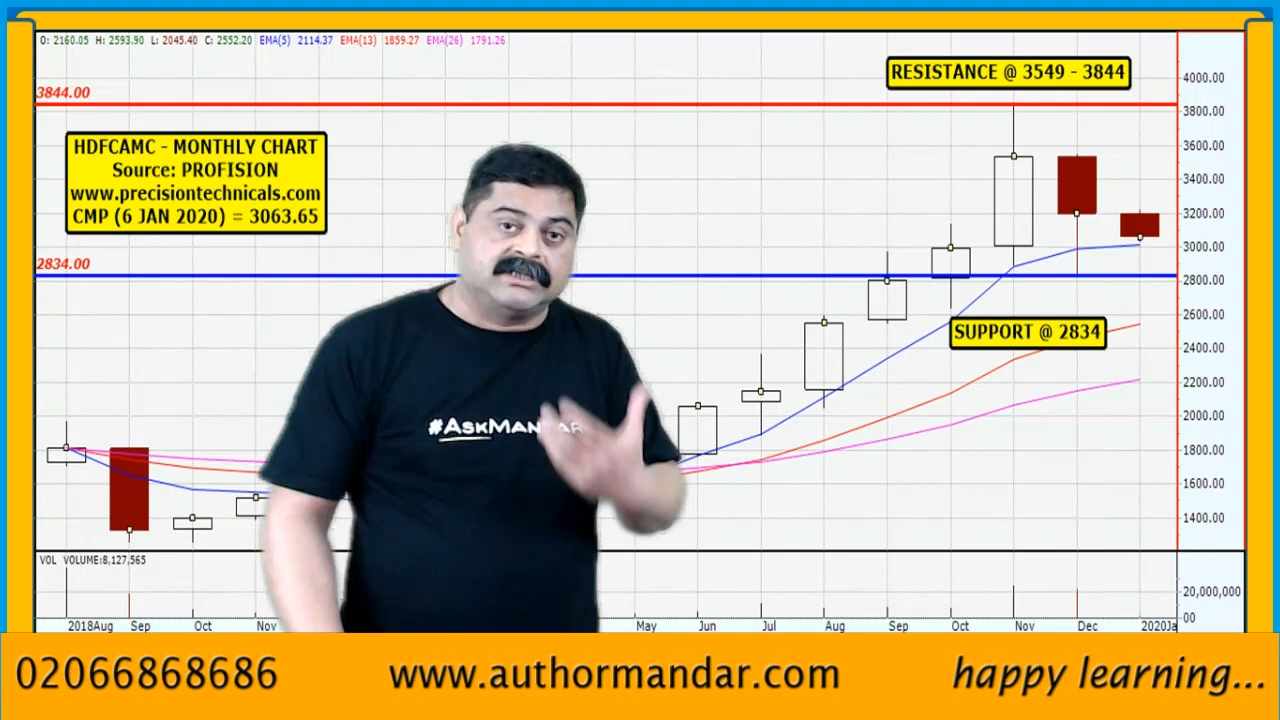 O: 2160.05 H: 2593.90 L: 2045.40 C: 2552.20 EMA(5) 2114.37 EMA(13) 1859.27 EMA(26) 1791.26
RESISTANCE @ 3549 - 3844
3844.00
HDFCAMC - MONTHLY CHART
Source: PROFISION
www.precisiontechnicals.com
CMP (6 JAN 2020) = 3063.65
2834.00
SUPPORT @ 2834
4000.00
3800.00
3600.00
3400.00
3200.00
3000.00
2800.00
2600.00
2400.00
2200.00
2000.00
1800.00
1600.00
1400.00
#ASKMANDAR
VOL VOLUME:8,127,565
20,000,000
00
2018Aug Sep Oct Nov May Jun Jul Aug Sep Oct Nov Dec 2020Ja
02066868686 www.authormandar.com happy learning...